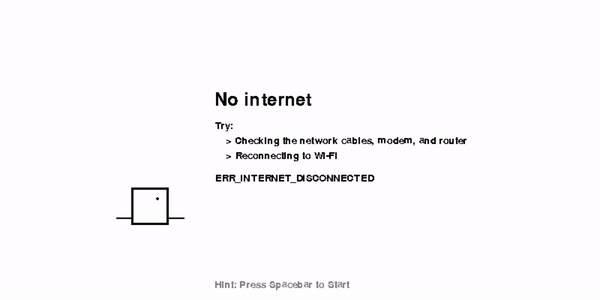 No internet
Try:
> Checking the network cables, modem, and router
> Reconnecting to Wi-Fi
ERR_INTERNET_DISCONNECTED
Hint: Press Spacebar to Start